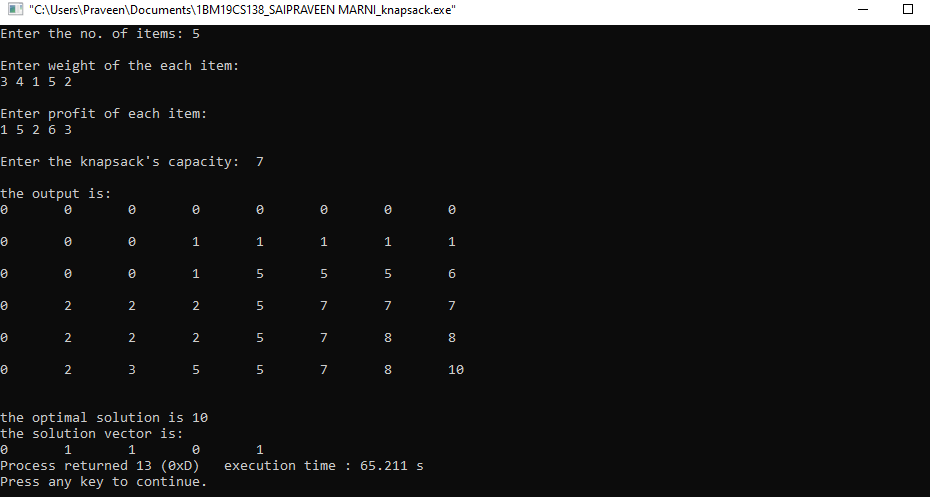 "C:\Users\Praveen\Documents\1BM19CS138_SAIPRAVEEN MARNI_knapsack.exe"
Enter the no. of items: 5
Enter weight of the each item:
3 4 1 5 2
Enter profit of each item:
1 5 2 6 3
Enter the knapsack's capacity:  7
the output is:
0 0 0 0 0 0 0 0
0 0 0 1 1 1 1 1
0 0 0 1 5 5 5 6
0 2 2 2 5 7 7 7
0 2 2 2 5 7 8 8
0 2 3 5 5 7 8 10
the optimal solution is 10
the solution vector is:
0 1 1 0 1
Process returned 13 (0xD)   execution time : 65.211 s
Press any key to continue.